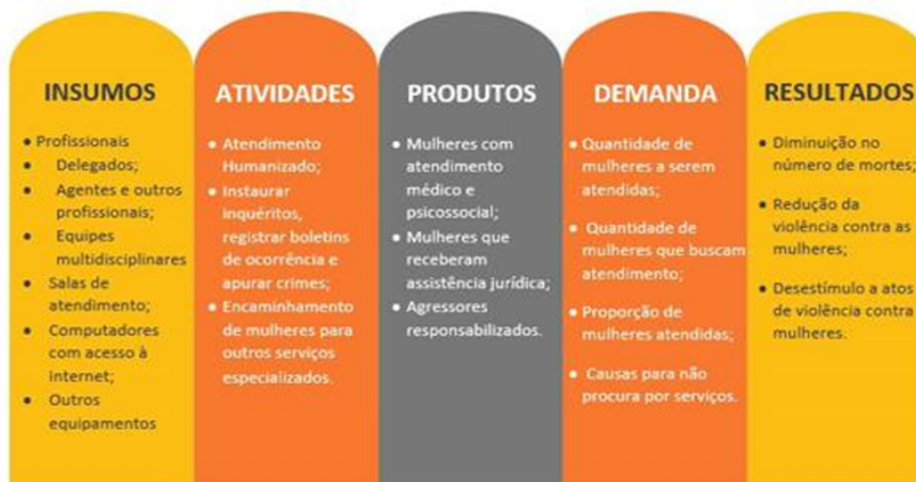 INSUMOS
• Profissionais
• Delegados;
• Agentes e outros
profissionais;
• Equipes
multidisciplinares
• Salas de
atendimento;
• Computadores
com acesso à
internet;
• Outros
equipamentos
ATIVIDADES
• Atendimento
Humanizado;
• Instaurar
inquéritos,
registrar boletins
de ocorrência e
apurar crimes;
• Encaminhamento
de mulheres para
outros serviços
especializados.
PRODUTOS
• Mulheres com
atendimento
médico e
psicossocial;
• Mulheres que
receberam
assistência jurídica;
• Agressores
responsabilizados.
DEMANDA
• Quantidade de
mulheres a serem
atendidas;
• Quantidade de
mulheres que buscam
atendimento;
• Proporção de
mulheres atendidas;
• Causas para não
procura por serviços.
RESULTADOS
• Diminuição no
número de mortes;
• Redução da
violência contra as
mulheres;
• Desestímulo a atos
de violência contra
mulheres.